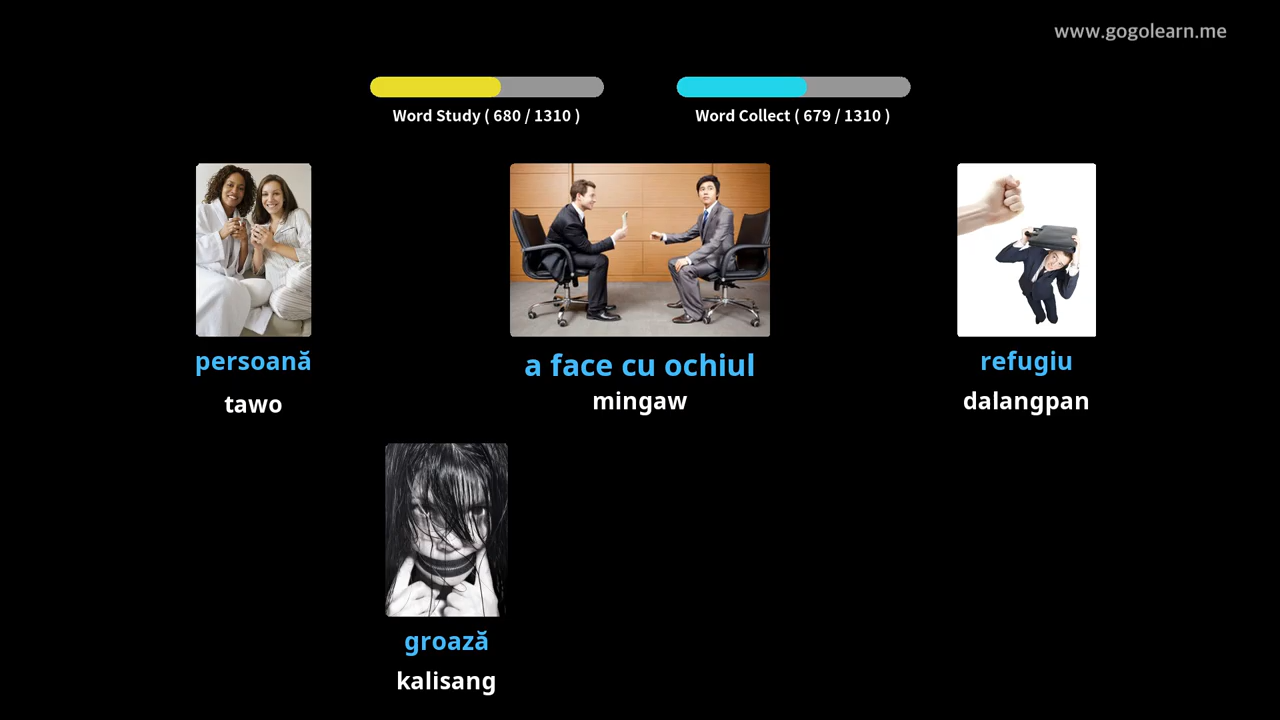 www.gogolearn.me
Word Study ( 680 / 1310 )
Word Collect ( 679 / 1310 )
persoană
tawo
a face cu ochiul
mingaw
refugiu
dalangpan
groază
kalisang